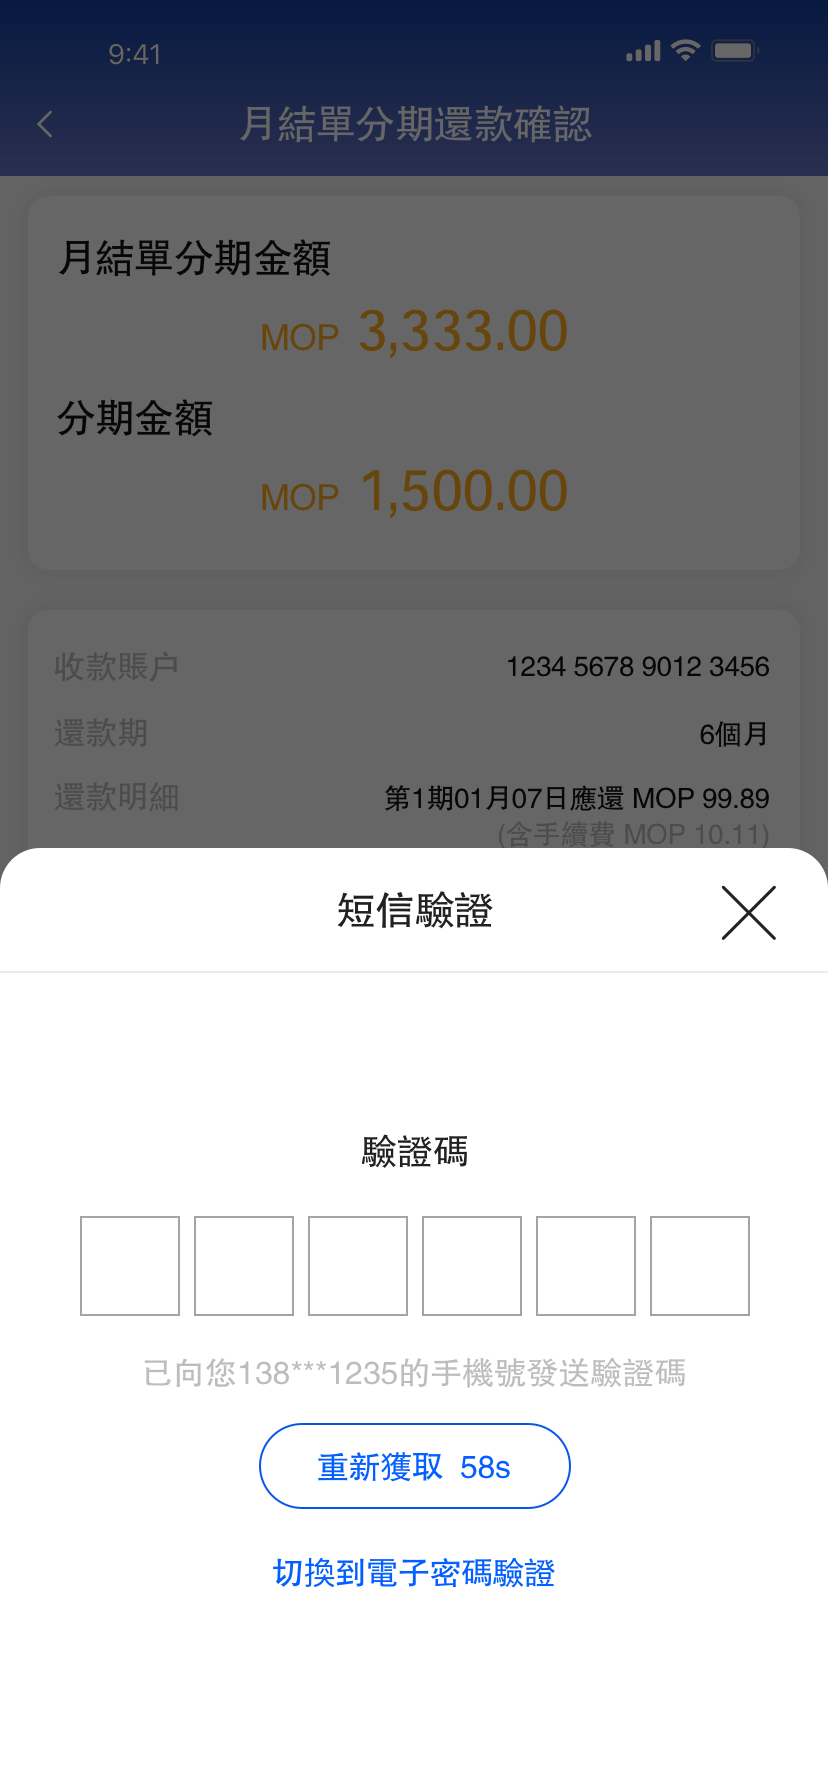 9:41
月結單分期還款確認
月結單分期金額
MOP 3,333.00
分期金額
MOP 1,500.00
收款賬户 1234 5678 9012 3456
還款期 6個月
還款明細 第1期01月07日應還 MOP 99.89
(含手續費 MOP 10.11)
短信驗證
驗證碼
已向您138***1235的手機號發送驗證碼
重新獲取 58s
切換到電子密碼驗證